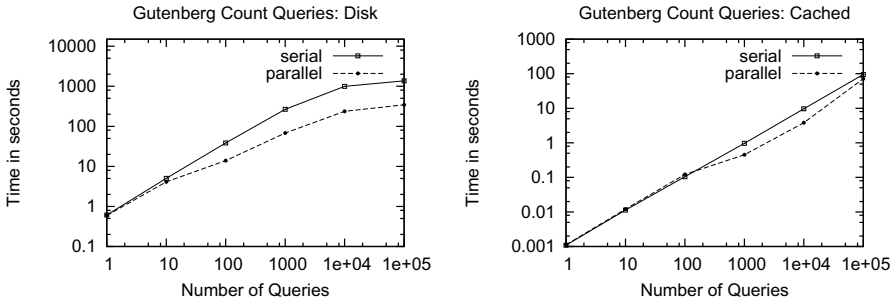 Gutenberg Count Queries: Disk
Time in seconds
10000
1000
100
10
1
0.1
serial
parallel
1 10 100 1000 1e+04 1e+05
Number of Queries
Gutenberg Count Queries: Cached
Time in seconds
1000
100
10
1
0.1
0.01
0.001
serial
parallel
1 10 100 1000 1e+04 1e+05
Number of Queries